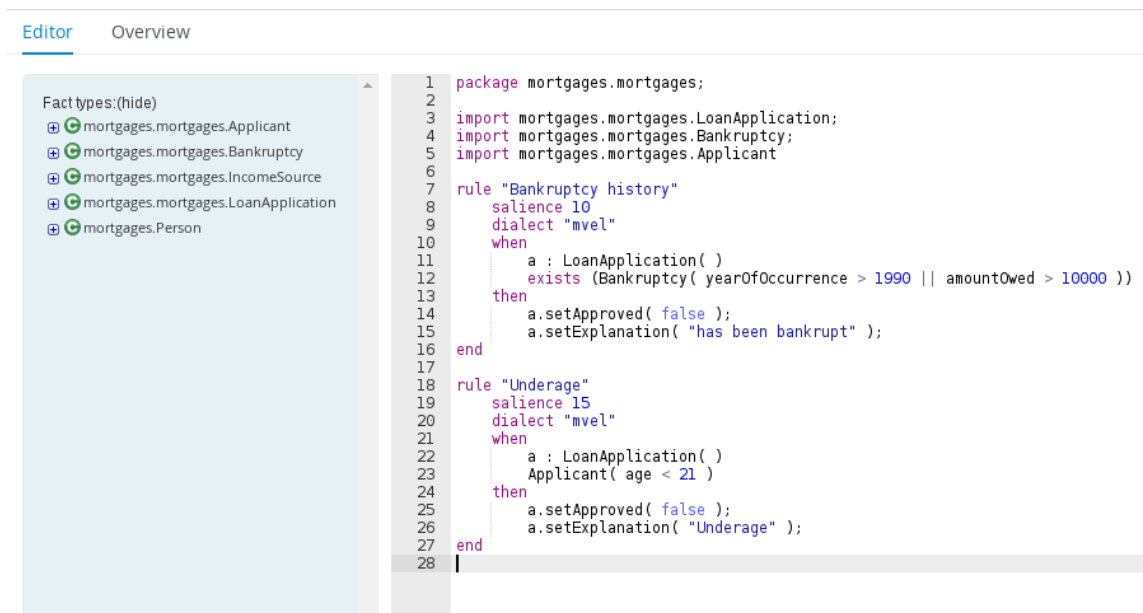 Editor Overview
Fact types:(hide)
mortgages.mortgages.Applicant
mortgages.mortgages.Bankruptcy
mortgages.mortgages.IncomeSource
mortgages.mortgages.LoanApplication
mortgages.Person
1 package mortgages.mortgages;
2
3 import mortgages.mortgages.LoanApplication;
4 import mortgages.mortgages.Bankruptcy;
5 import mortgages.mortgages.Applicant
6
7 rule "Bankruptcy history"
8 salience 10
9 dialect "mvel"
10 when
11 a : LoanApplication( )
12 exists (Bankruptcy( yearOfOccurrence > 1990 || amountOwed > 10000 ))
13 then
14 a.setApproved( false );
15 a.setExplanation( "has been bankrupt" );
16 end
17
18 rule "Underage"
19 salience 15
20 dialect "mvel"
21 when
22 a : LoanApplication( )
23 Applicant( age < 21 )
24 then
25 a.setApproved( false );
26 a.setExplanation( "Underage" );
27 end
28